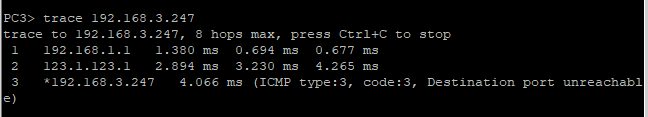 PC3> trace 192.168.3.247
trace to 192.168.3.247, 8 hops max, press Ctrl+C to stop
 1   192.168.1.1   1.380 ms  0.694 ms  0.677 ms
 2   123.1.123.1   2.894 ms  3.230 ms  4.265 ms
 3   *192.168.3.247   4.066 ms (ICMP type:3, code:3, Destination port unreachabl
e)